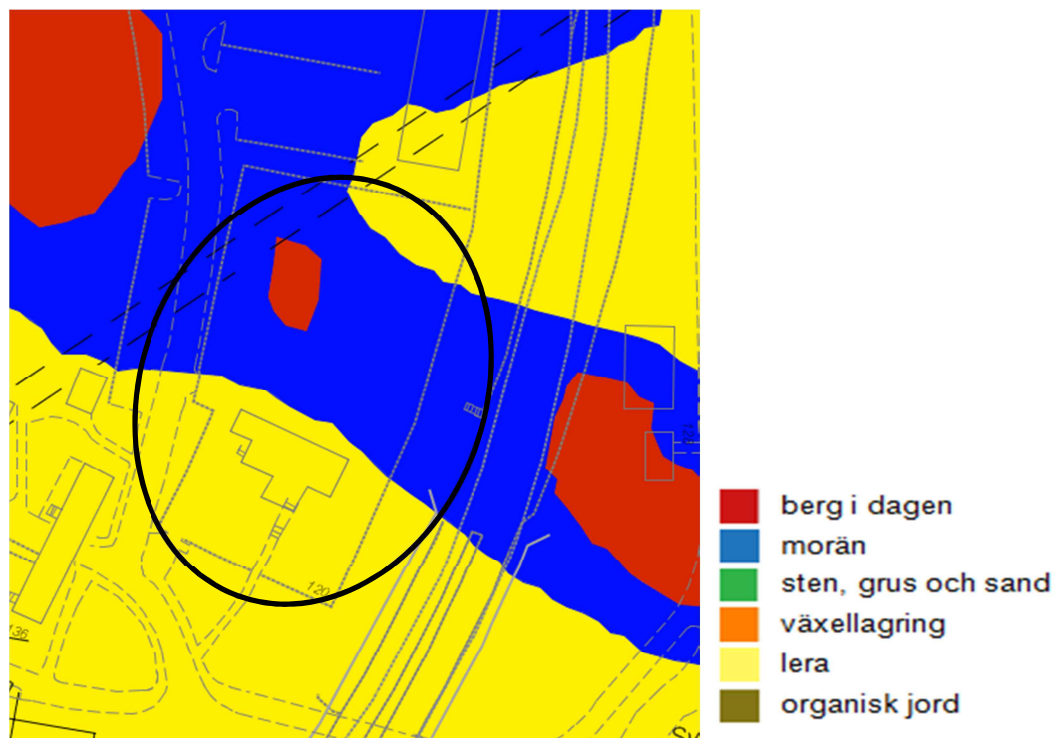 120
136
berg i dagen
morän
sten, grus och sand
växellagring
lera
organisk jord